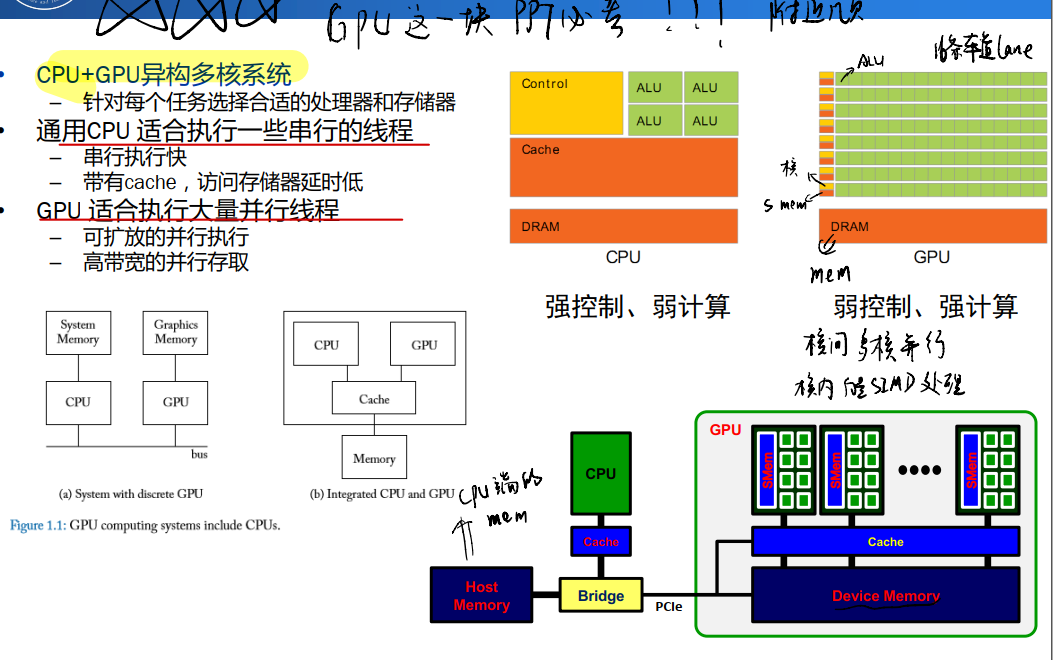 GPU这一块 PPT必考 !!! 附近几页
CPU+GPU异构多核系统
– 针对每个任务选择合适的处理器和存储器
通用CPU 适合执行一些串行的线程
– 串行执行快
– 带有cache，访问存储器延时低
GPU 适合执行大量并行线程
– 可扩放的并行执行
– 高带宽的并行存取
Control
ALU
ALU
ALU
ALU
Cache
DRAM
CPU
强控制、弱计算
ALU
车道lane
核
s mem
DRAM
mem
GPU
弱控制、强计算
核间多核并行
核内 SIMD处理
System
Memory
Graphics
Memory
CPU
GPU
bus
(a) System with discrete GPU
CPU
GPU
Cache
Memory
(b) Integrated CPU and GPU
Figure 1.1: GPU computing systems include CPUs.
CPU端的
mem
CPU
Cache
Host
Memory
Bridge
PCIe
GPU
SMem
SMem
SMem
Cache
Device Memory